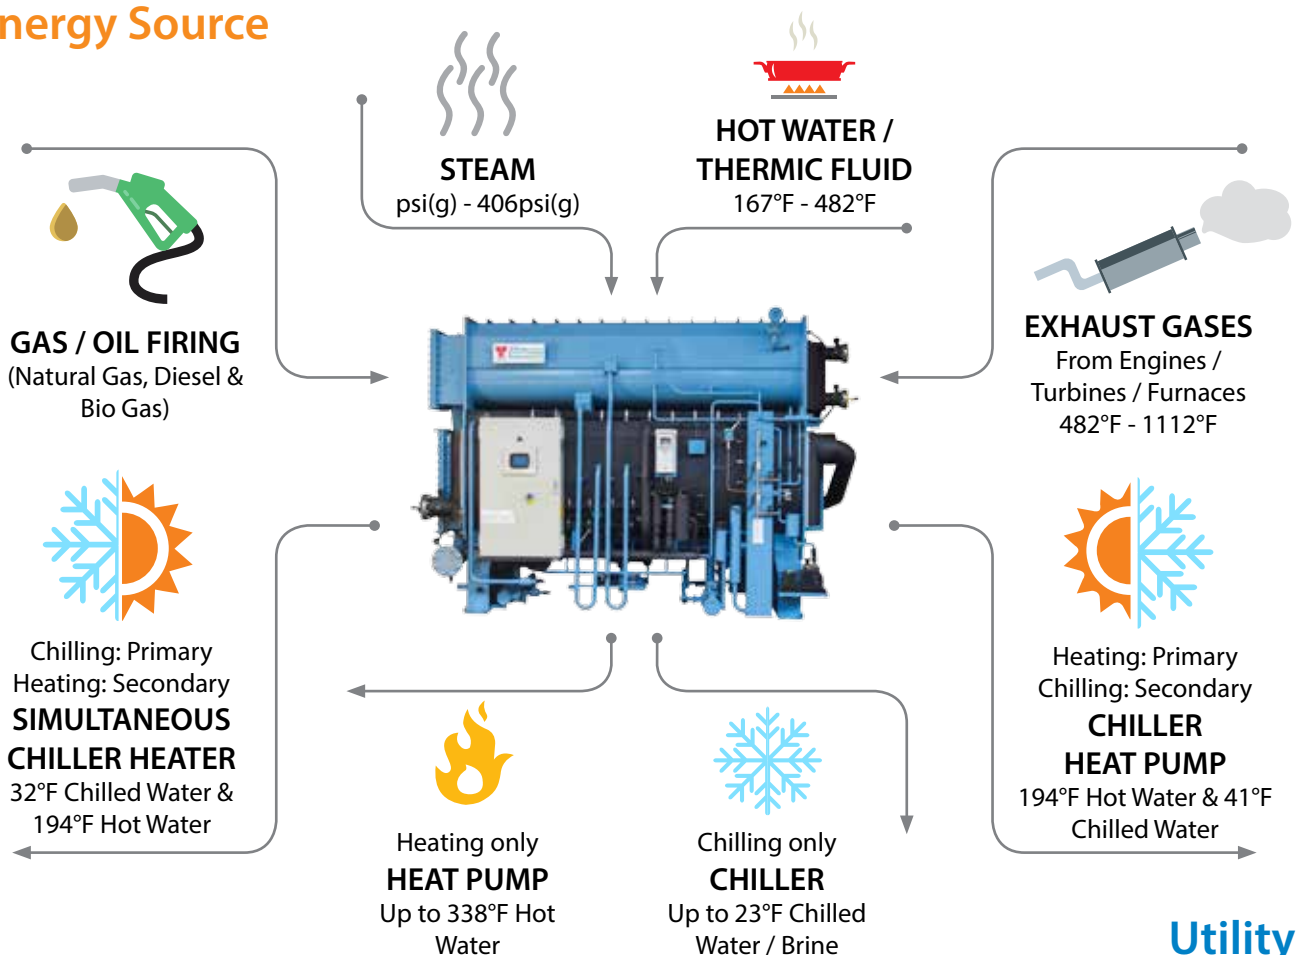 nergy Source
STEAM
psi(g) - 406psi(g)
HOT WATER /
THERMIC FLUID
167°F - 482°F
GAS / OIL FIRING
(Natural Gas, Diesel &
Bio Gas)
EXHAUST GASES
From Engines /
Turbines / Furnaces
482°F - 1112°F
Chilling: Primary
Heating: Secondary
SIMULTANEOUS
CHILLER HEATER
32°F Chilled Water &
194°F Hot Water
Heating only
HEAT PUMP
Up to 338°F Hot
Water
Chilling only
CHILLER
Up to 23°F Chilled
Water / Brine
Heating: Primary
Chilling: Secondary
CHILLER
HEAT PUMP
194°F Hot Water & 41°F
Chilled Water
Utility